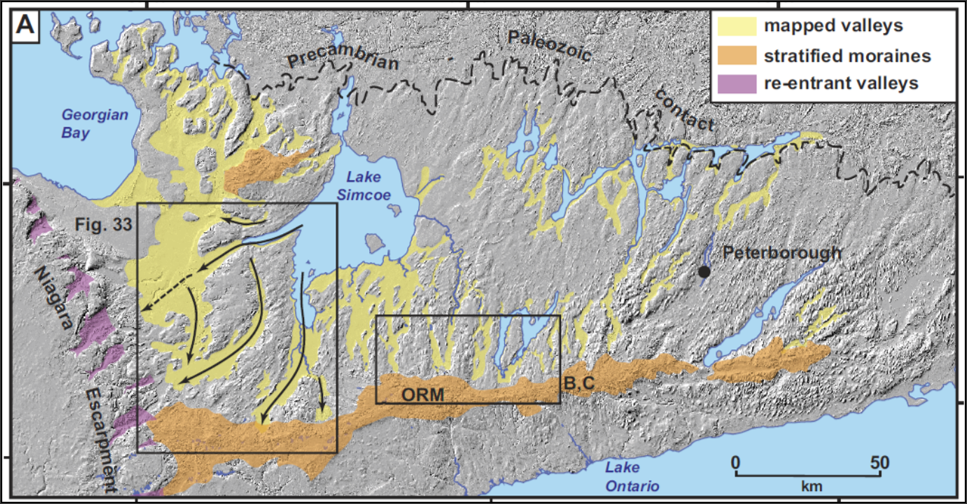 A
mapped valleys
stratified moraines
re-entrant valleys
Precambrian
Paleozoic
contact
Georgian
Bay
Lake
Simcoe
Fig. 33
Peterborough
Niagara
Escarpment
ORM
B,C
Lake
Ontario
0 50
km